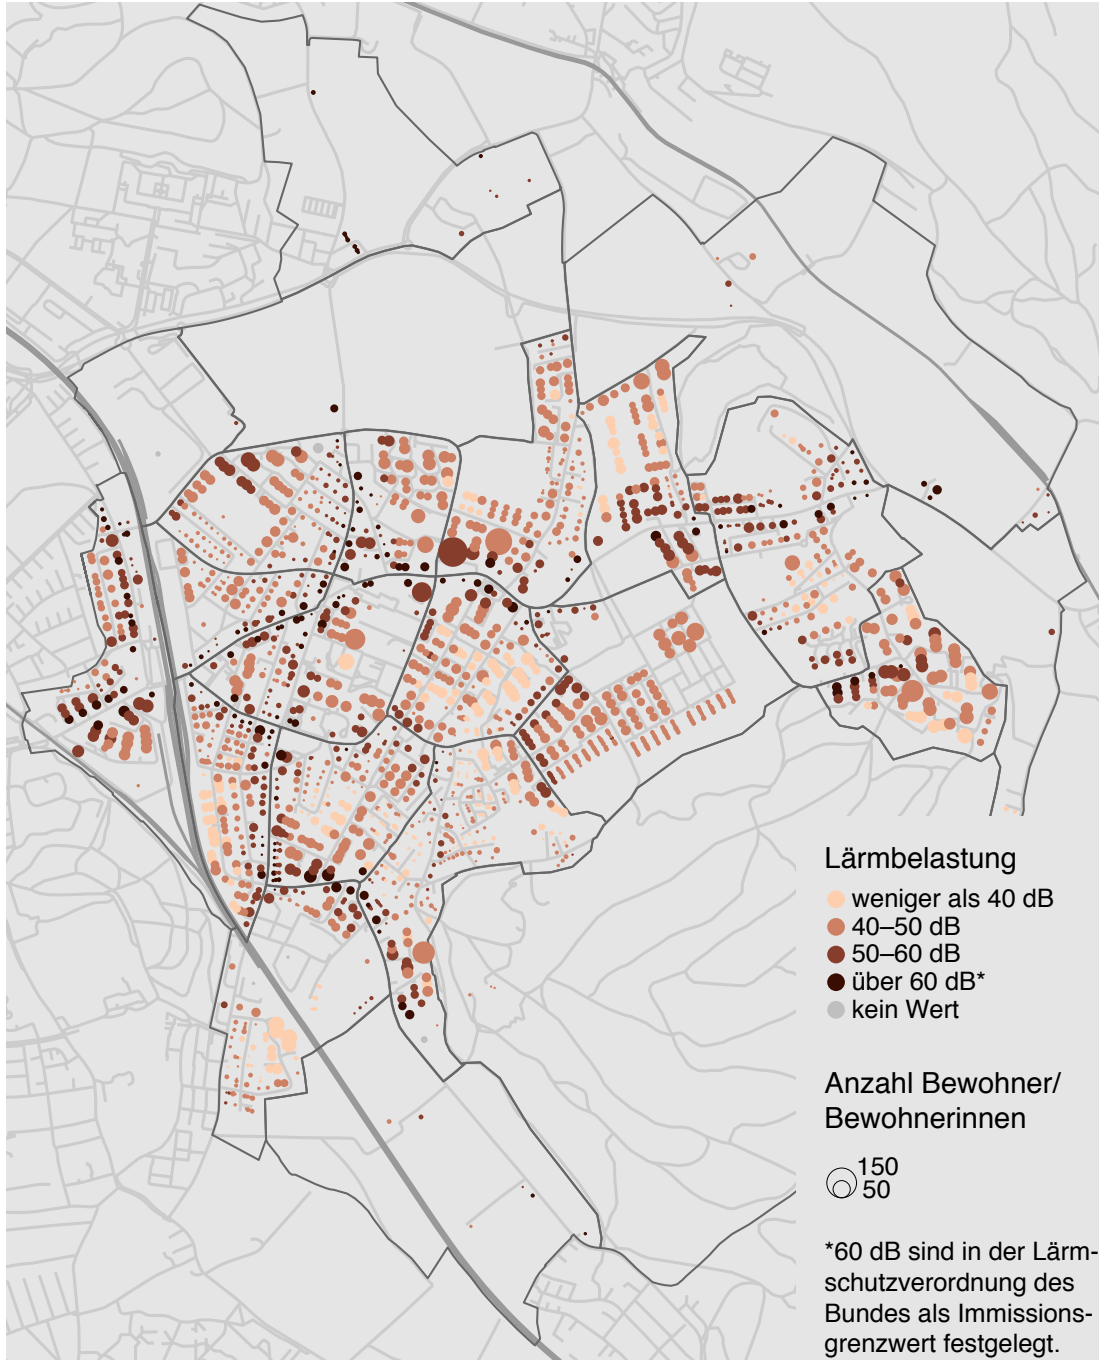 Lärmbelastung
weniger als 40 dB
40–50 dB
50–60 dB
über 60 dB*
kein Wert
Anzahl Bewohner/
Bewohnerinnen
150
50
*60 dB sind in der Lärm-
schutzverordnung des
Bundes als Immissions-
grenzwert festgelegt.